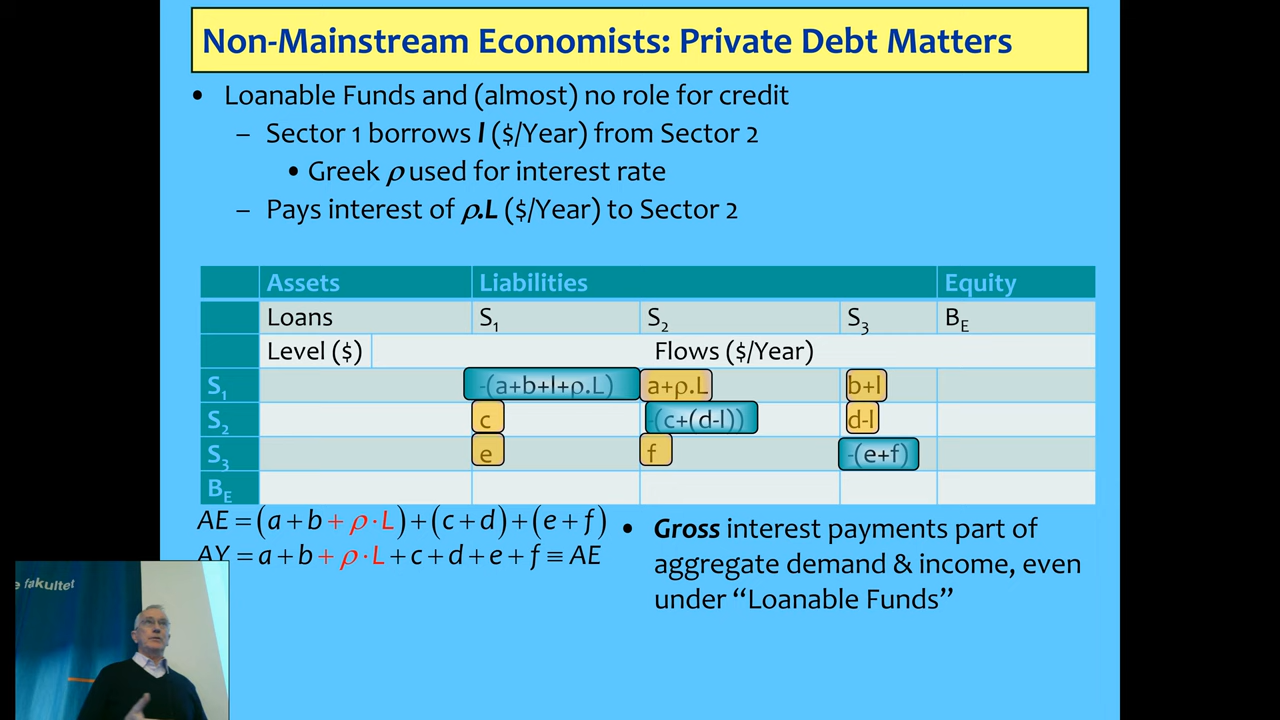 Non-Mainstream Economists: Private Debt Matters
• Loanable Funds and (almost) no role for credit
– Sector 1 borrows l ($/Year) from Sector 2
• Greek ρ used for interest rate
– Pays interest of ρ.L ($/Year) to Sector 2
Assets Liabilities Equity
Loans S1 S2 S3 BE
Level ($) Flows ($/Year)
S1 -(a+b+l+ρ.L) a+ρ.L b+l
S2 c -(c+(d-l)) d-l
S3 e f -(e+f)
BE
AE = (a + b + ρ · L) + (c + d) + (e + f)
AY = a + b + ρ · L + c + d + e + f ≡ AE
• Gross interest payments part of
aggregate demand & income, even
under “Loanable Funds”
e fakultet